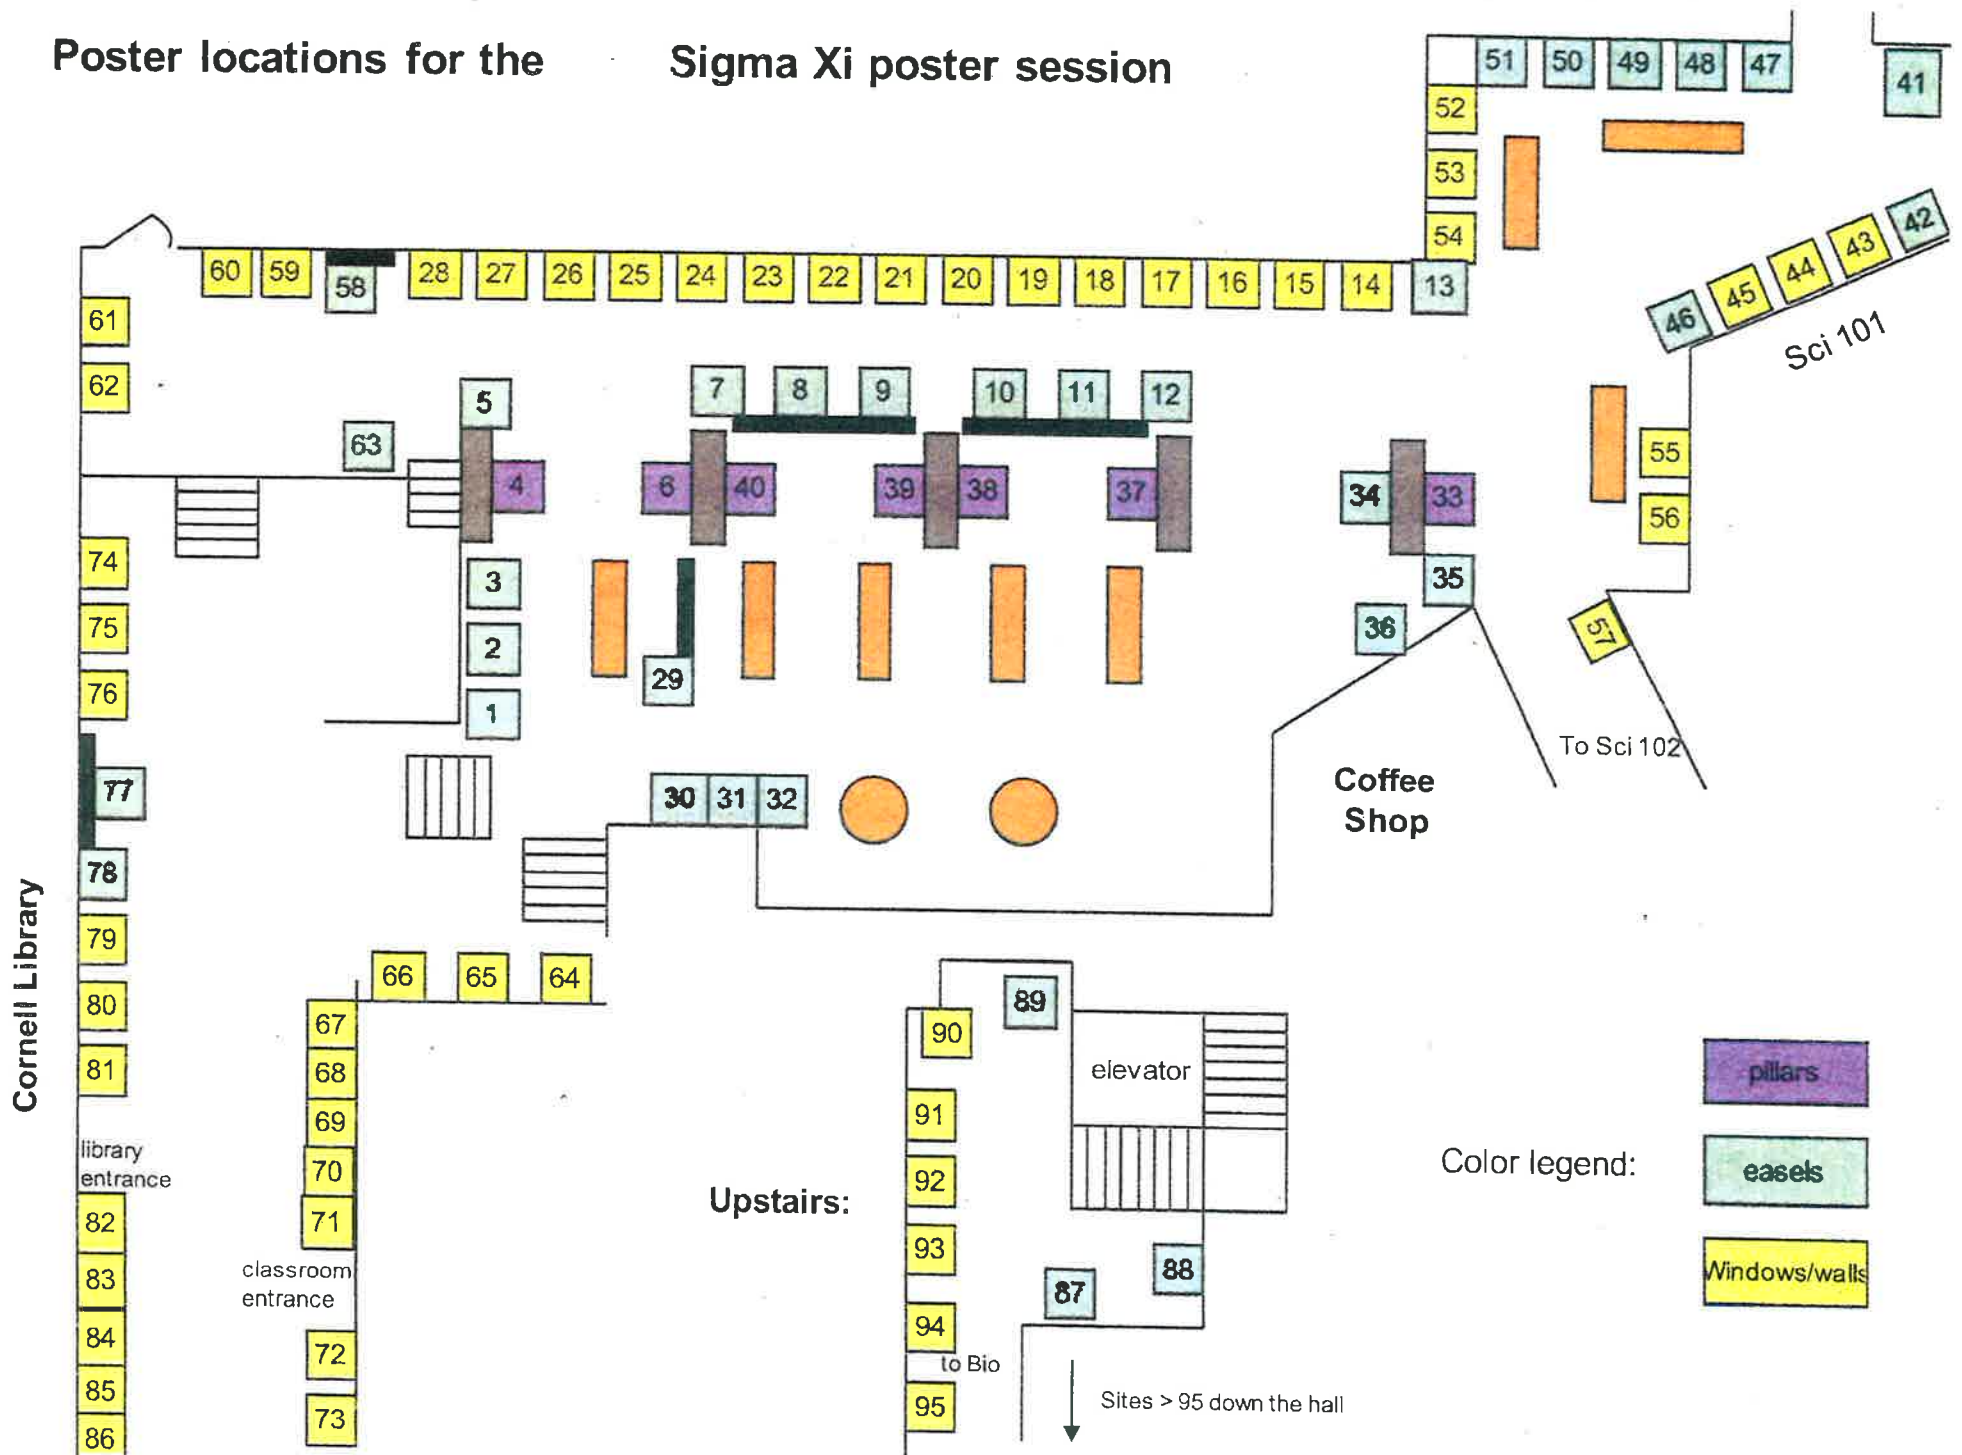 Poster locations for the Sigma Xi poster session
51 50 49 48 47
41
52
53
54
42
43
44
45
46
Sci 101
60 59 58 28 27 26 25 24 23 22 21 20 19 18 17 16 15 14 13
61
62
63
5
7 8 9 10 11 12
4 6 40 39 38 37 34 33
55
56
3
2
1
29
35
36
57
To Sci 102
30 31 32
Coffee
Shop
74
75
76
77
78
79
80
81
Cornell Library
library
entrance
82
83
84
85
86
66 65 64
67
68
69
70
71
classroom
entrance
72
73
Upstairs:
89
90
elevator
91
92
93
94
to Bio
95
88
87
Sites > 95 down the hall
Color legend:
pillars
easels
Windows/walls